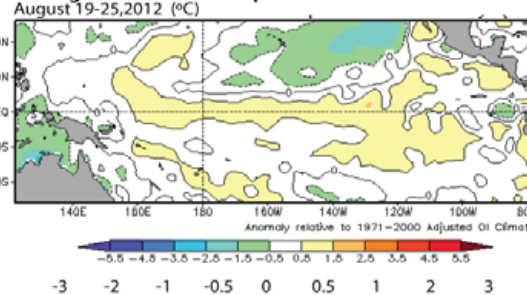 August 19-25,2012 (ºC)
140E 160E 180 160W 140W 120W 100W
Anomaly relative to 1971-2000 Adjusted OI Climat
-5.5 -4.5 -3.5 -2.5 -1.5 -0.5 0.5 1.5 2.5 3.5 4.5 5.5
-3 -2 -1 -0.5 0 0.5 1 2 3